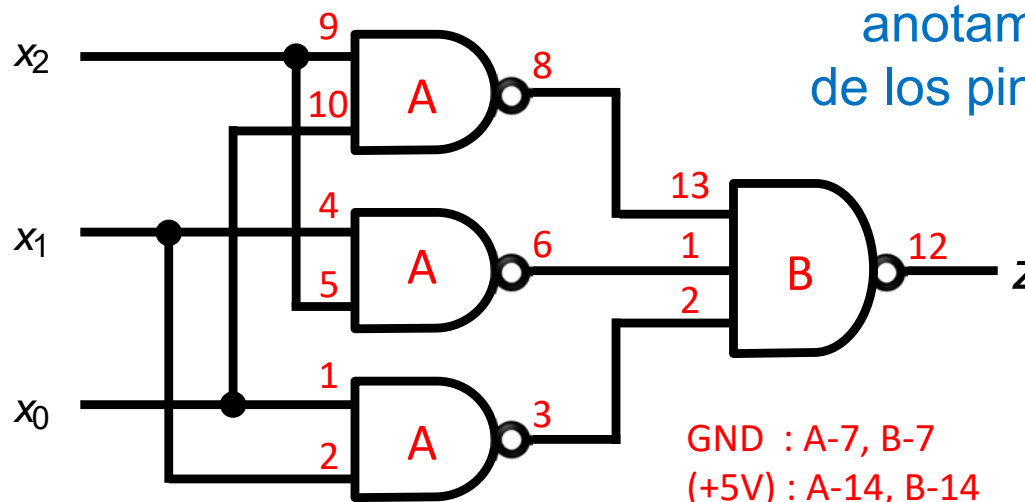 anotam
de los pin
x2
9
10
A
8
x1
4
5
A
6
13
1
2
B
12
z
x0
1
2
A
3
GND : A-7, B-7
(+5V) : A-14, B-14